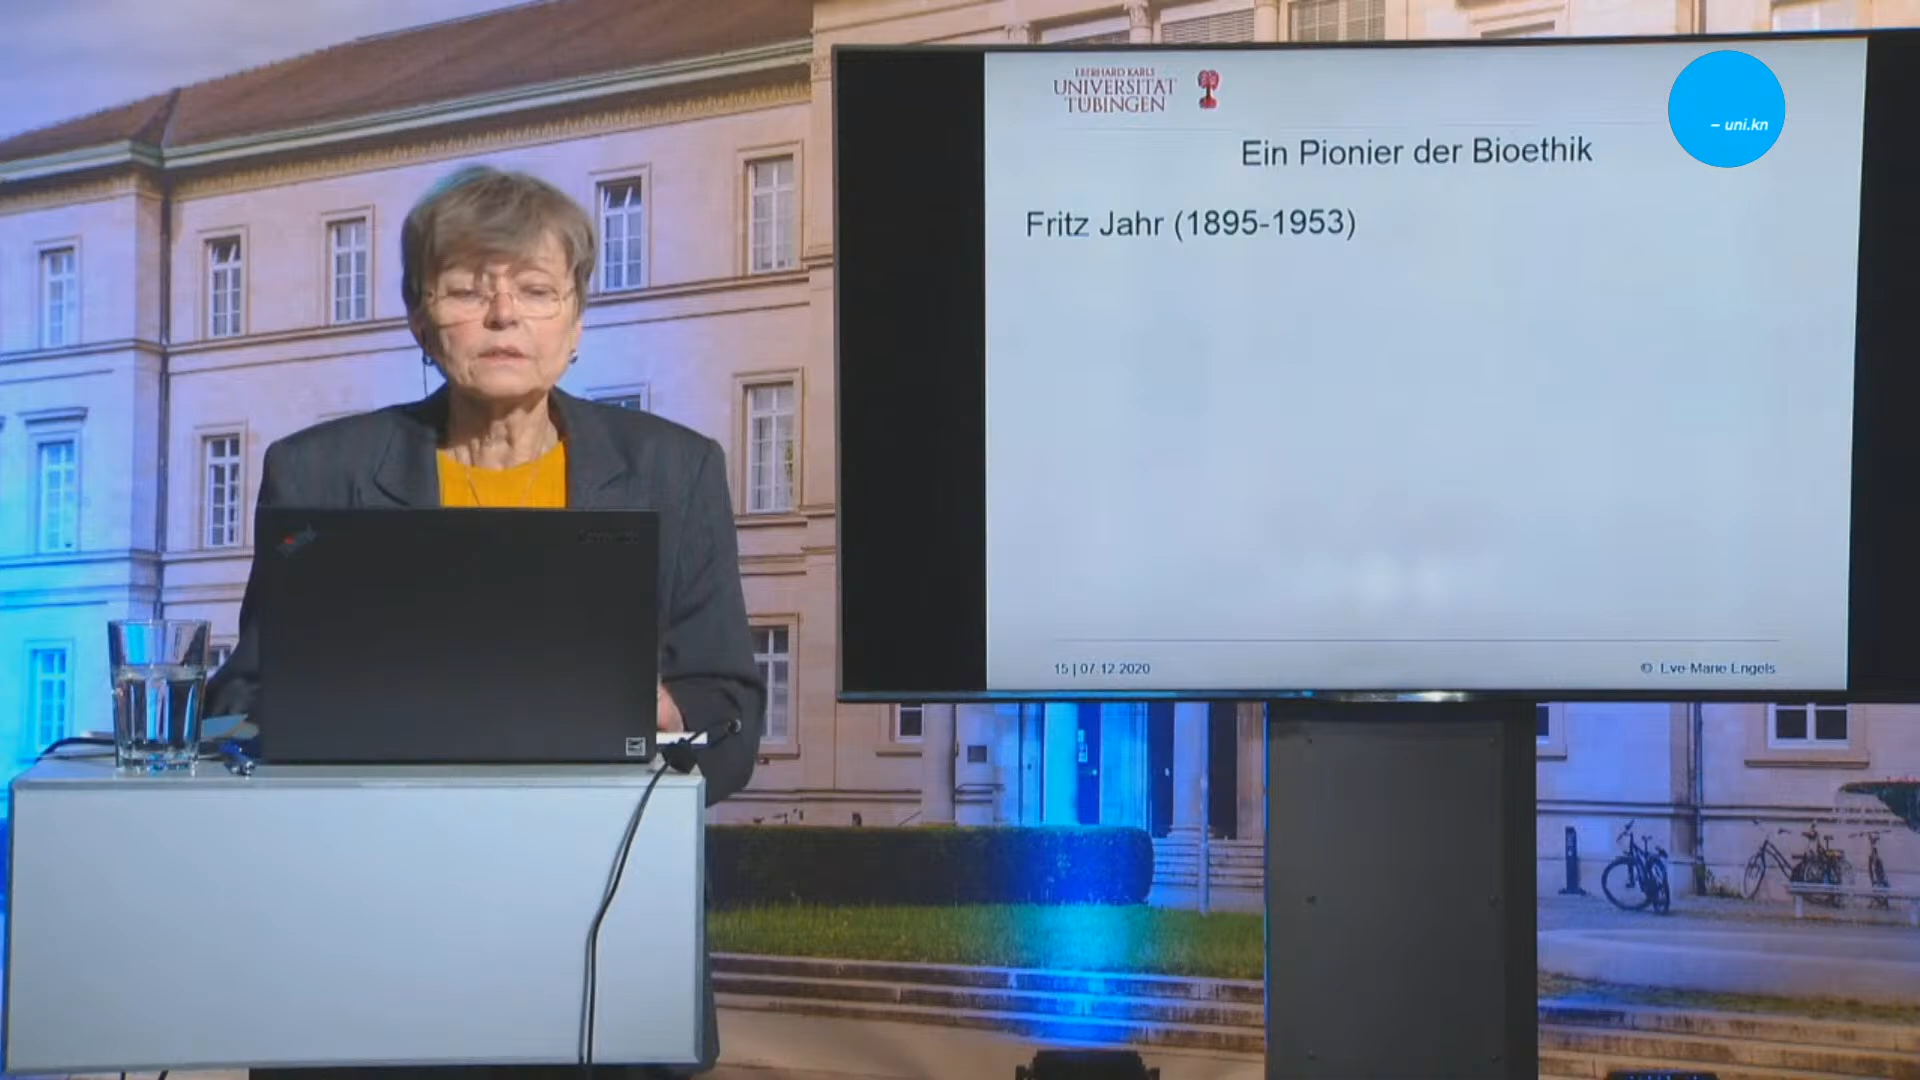 EBERHARD KARLS
UNIVERSITÄT
TÜBINGEN
– uni.kn
Ein Pionier der Bioethik
Fritz Jahr (1895-1953)
15 | 07.12.2020
© Eve-Marie Engels